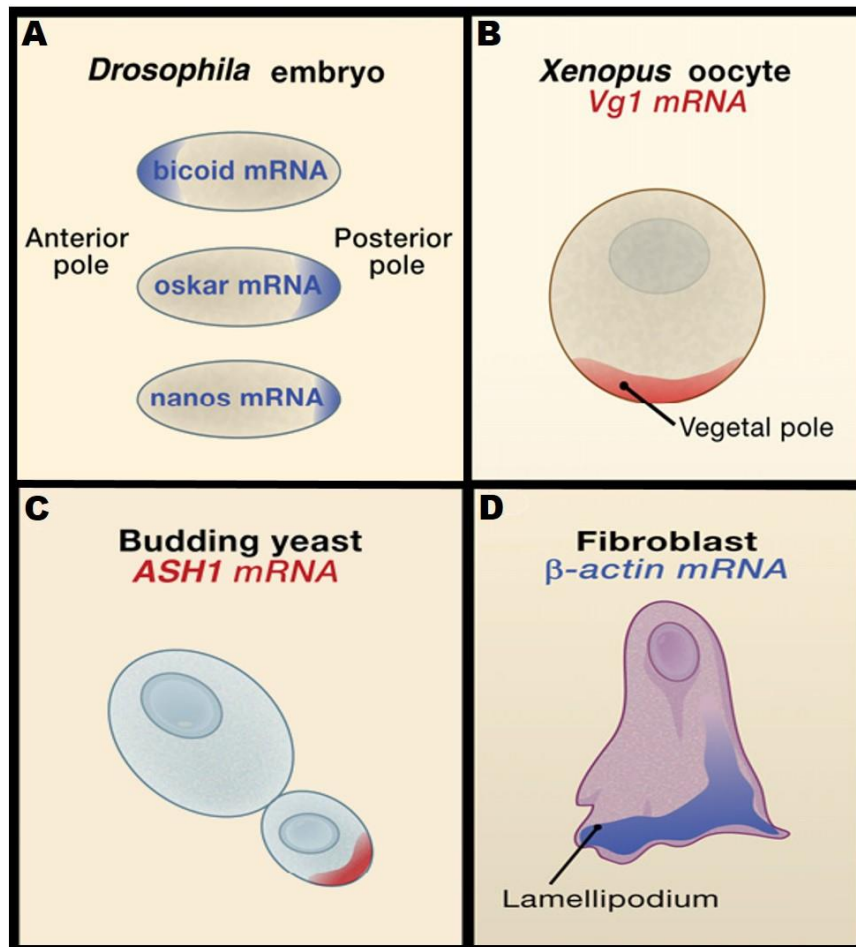 A
Drosophila embryo
bicoid mRNA
Anterior pole
Posterior pole
oskar mRNA
nanos mRNA
B
Xenopus oocyte
Vg1 mRNA
Vegetal pole
C
Budding yeast
ASH1 mRNA
D
Fibroblast
β-actin mRNA
Lamellipodium